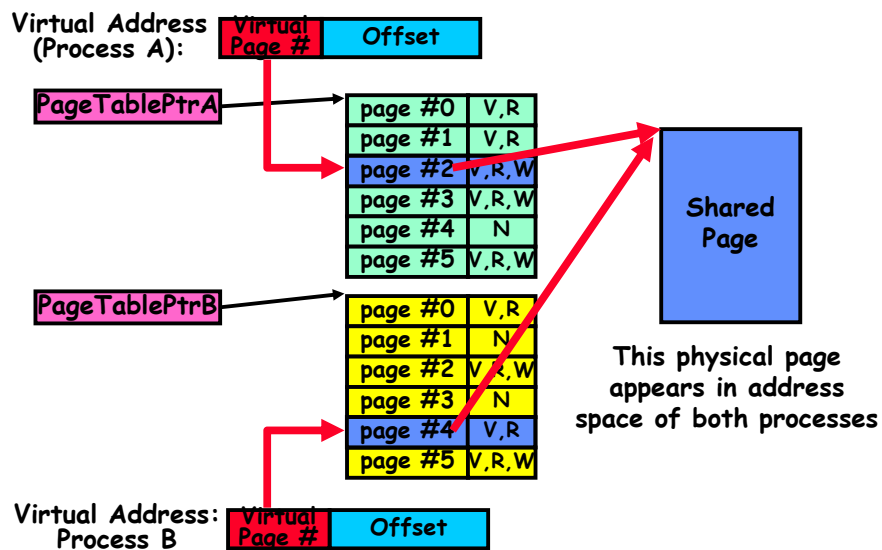 Virtual Address
(Process A):
Virtual
Page #
Offset
PageTablePtrA
page #0 V,R
page #1 V,R
page #2 V,R,W
page #3 V,R,W
page #4 N
page #5 V,R,W
Shared
Page
PageTablePtrB
page #0 V,R
page #1 N
page #2 V,R,W
page #3 N
page #4 V,R
page #5 V,R,W
This physical page
appears in address
space of both processes
Virtual Address:
Process B
Virtual
Page #
Offset